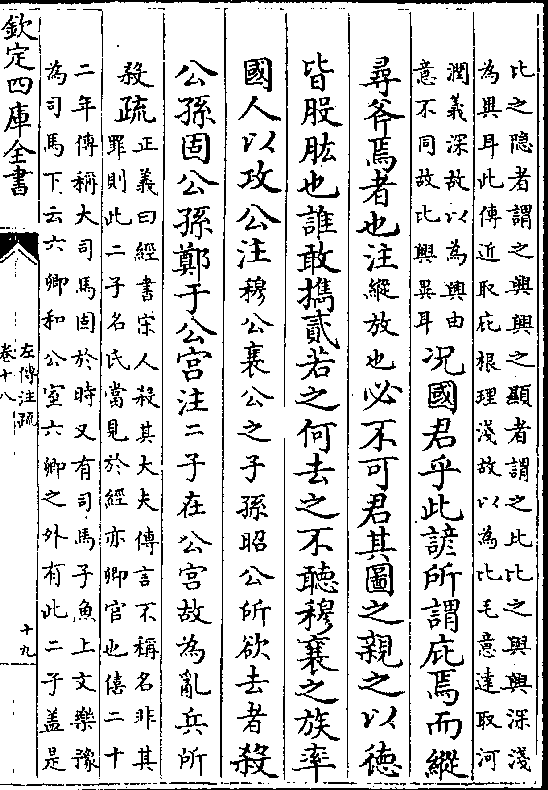 比之隐者謂之興興之顯者謂之比比之與興深淺
為異耳此傳近取庇根理淺故以為比毛意逺取河
潤義深故以為興由
意不同故比興異耳
况國君乎此諺所謂庇焉而縱
尋斧焉者也注縱放也必不可君其圖之親之以徳
皆股肱也誰敢擕貳若之何去之不聽穆襄之族率
國人以攻公注穆公襄公之子孫昭公所欲去者殺
公孫固公孫鄭于公宫注二子在公宫故為亂兵所
殺疏
正義曰經書宋人殺其大夫傳言不稱名非其
罪則此二子名氏當見於經亦卿官也僖二十
二年傳稱大司馬固於時又有司馬子魚上文樂豫
為司馬下云六卿和公室六卿之外有此二子盖是
欽定四庫全書
左傳注疏
卷十八
十九